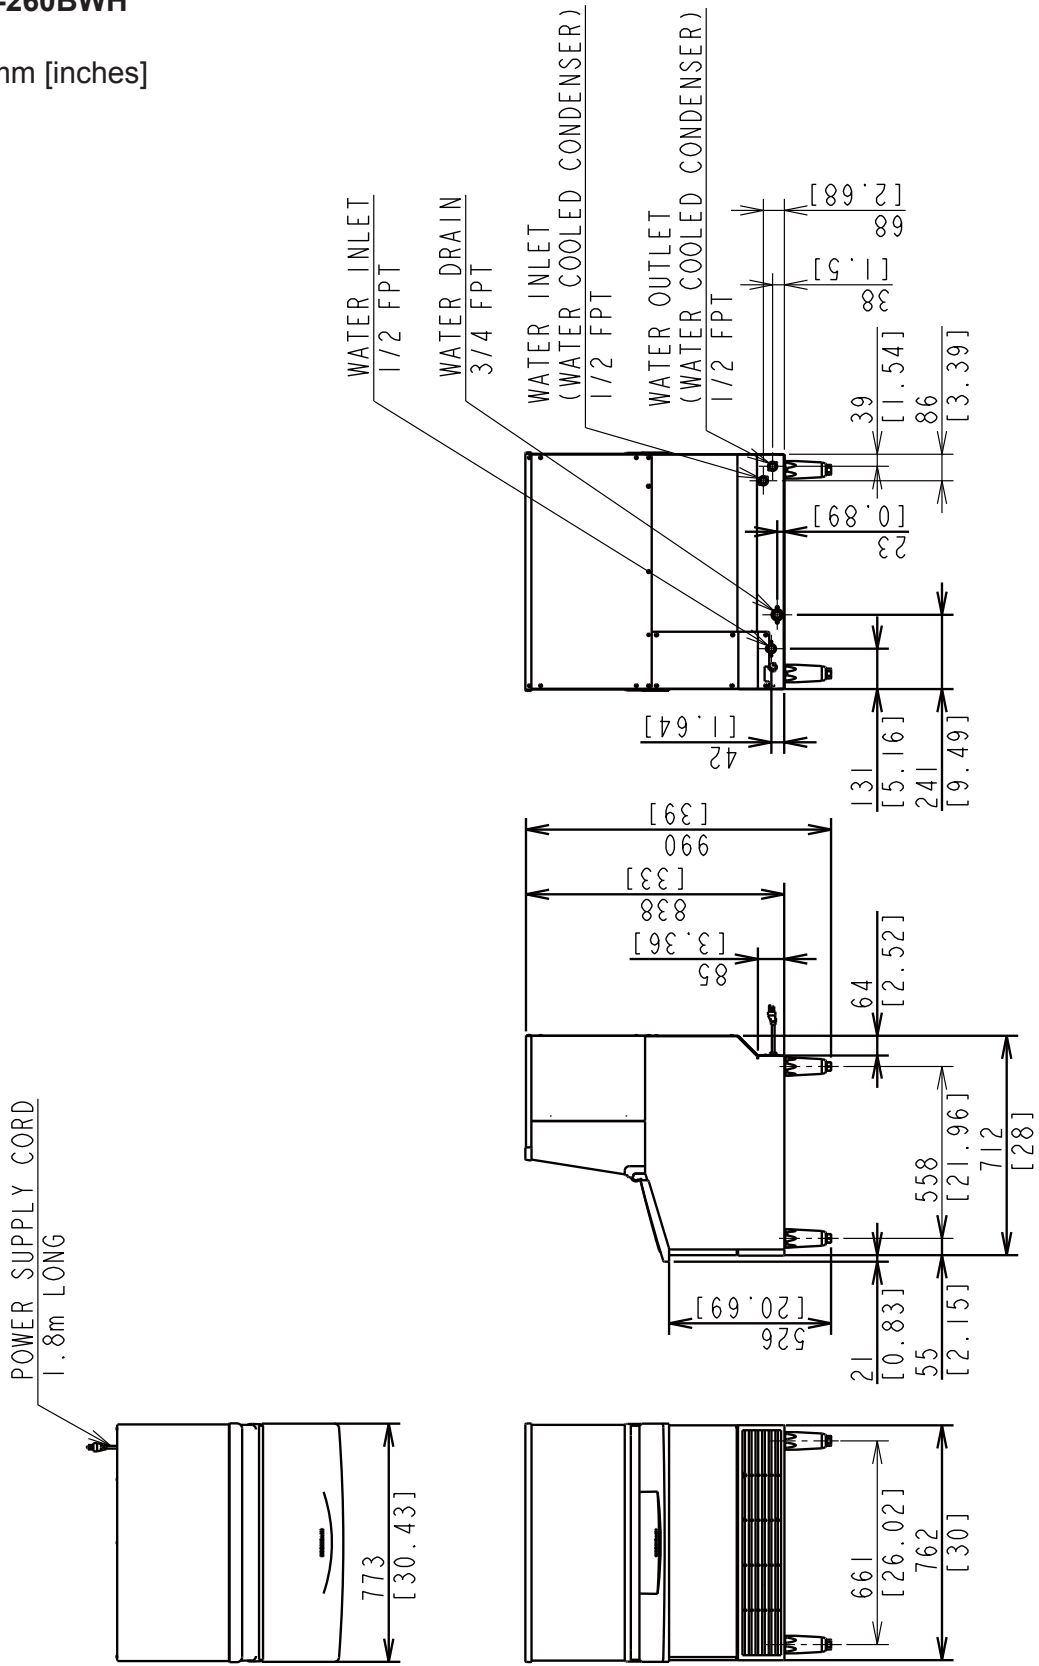 -260BWH
mm [inches]
WATER INLET
1/2 FPT
WATER DRAIN
3/4 FPT
WATER INLET
(WATER COOLED CONDENSER)
1/2 FPT
WATER OUTLET
(WATER COOLED CONDENSER)
1/2 FPT
68
[2.68]
38
[1.5]
39
[1.54]
86
[3.39]
23
[0.89]
42
[1.64]
131
[5.16]
241
[9.49]
990
[39]
838
[33]
85
[3.36]
64
[2.52]
558
[21.96]
712
[28]
526
[20.69]
21
[0.83]
55
[2.15]
POWER SUPPLY CORD
1.8m LONG
773
[30.43]
661
[26.02]
762
[30]